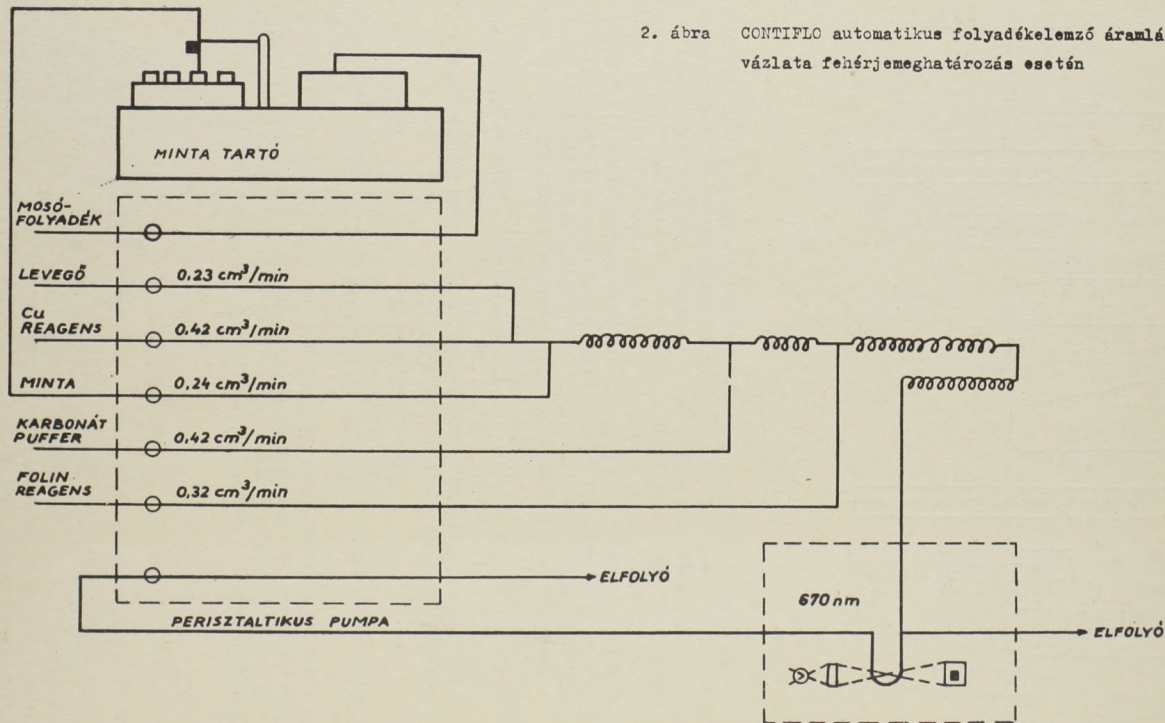 2. ábra CONTIFLO automatikus folyadékelemző áramlá
vázlata fehérjemeghatározás esetén
MINTA TARTÓ
MOSÓ-
FOLYADÉK
LEVEGŐ 0.23 cm³/min
Cu
REAGENS 0.42 cm³/min
MINTA 0.24 cm³/min
KARBONÁT
PUFFER 0.42 cm³/min
FOLIN
REAGENS 0,32 cm³/min
ELFOLYÓ
PERISZTALTIKUS PUMPA
670 nm
ELFOLYÓ